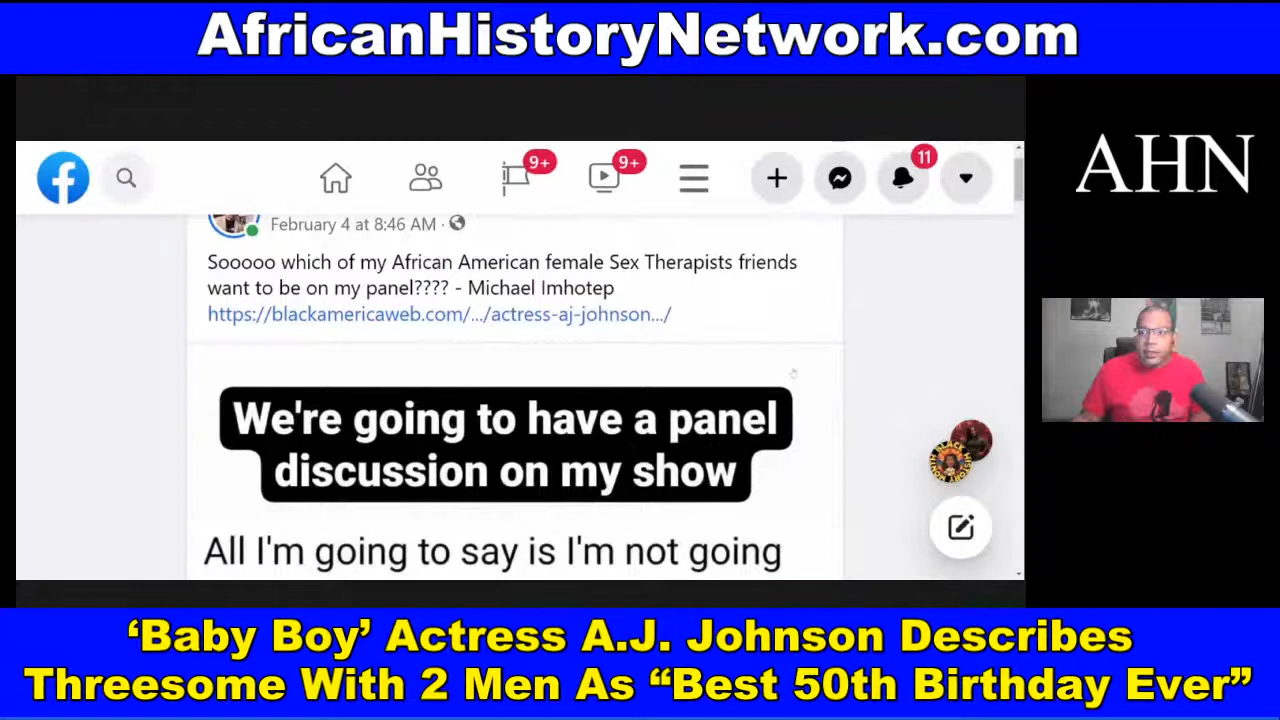 AfricanHistoryNetwork.com
AHN
9+
9+
11
February 4 at 8:46 AM ·
Sooooo which of my African American female Sex Therapists friends
want to be on my panel???? - Michael Imhotep
https://blackamericaweb.com/.../actress-aj-johnson.../
We're going to have a panel
discussion on my show
All I'm going to say is I'm not going
BLACK HISTORY MONTH
‘Baby Boy’ Actress A.J. Johnson Describes
Threesome With 2 Men As “Best 50th Birthday Ever”